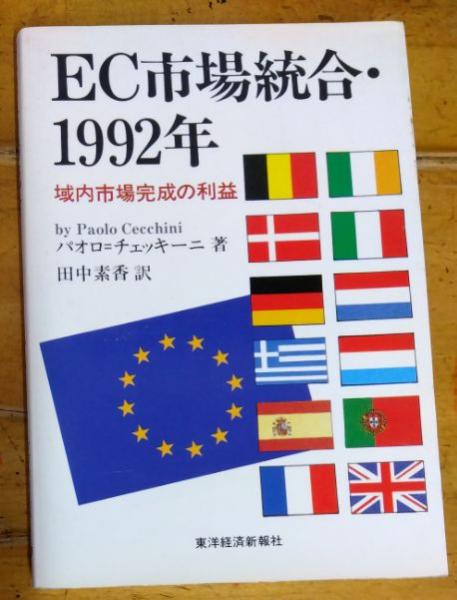 EC市場統合・
1992年
域内市場完成の利益
by Paolo Cecchini
パオロ=チェッキーニ 著
田中素香 訳
東洋経済新報社